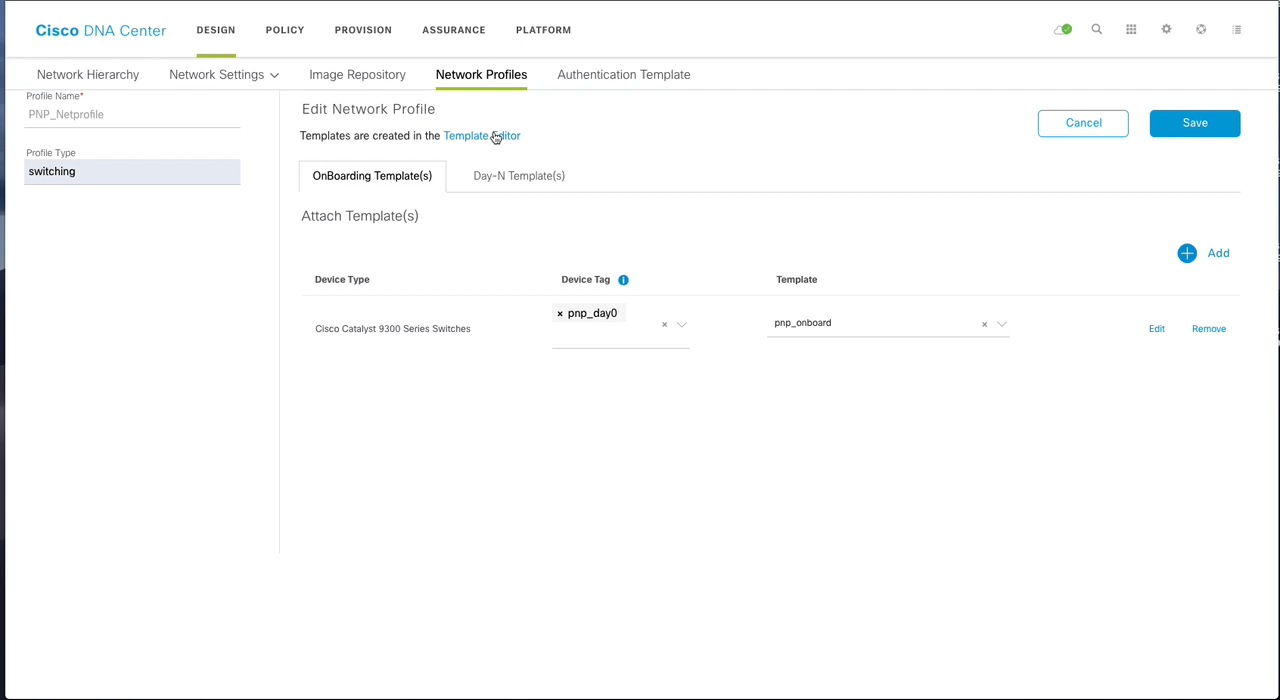 Cisco DNA Center DESIGN POLICY PROVISION ASSURANCE PLATFORM
Network Hierarchy Network Settings Image Repository Network Profiles Authentication Template
Profile Name*
PNP_Netprofile
Profile Type
switching
Edit Network Profile
Templates are created in the Template Editor
Cancel Save
OnBoarding Template(s) Day-N Template(s)
Attach Template(s)
Add
Device Type Device Tag i Template
Cisco Catalyst 9300 Series Switches × pnp_day0 × pnp_onboard × Edit Remove